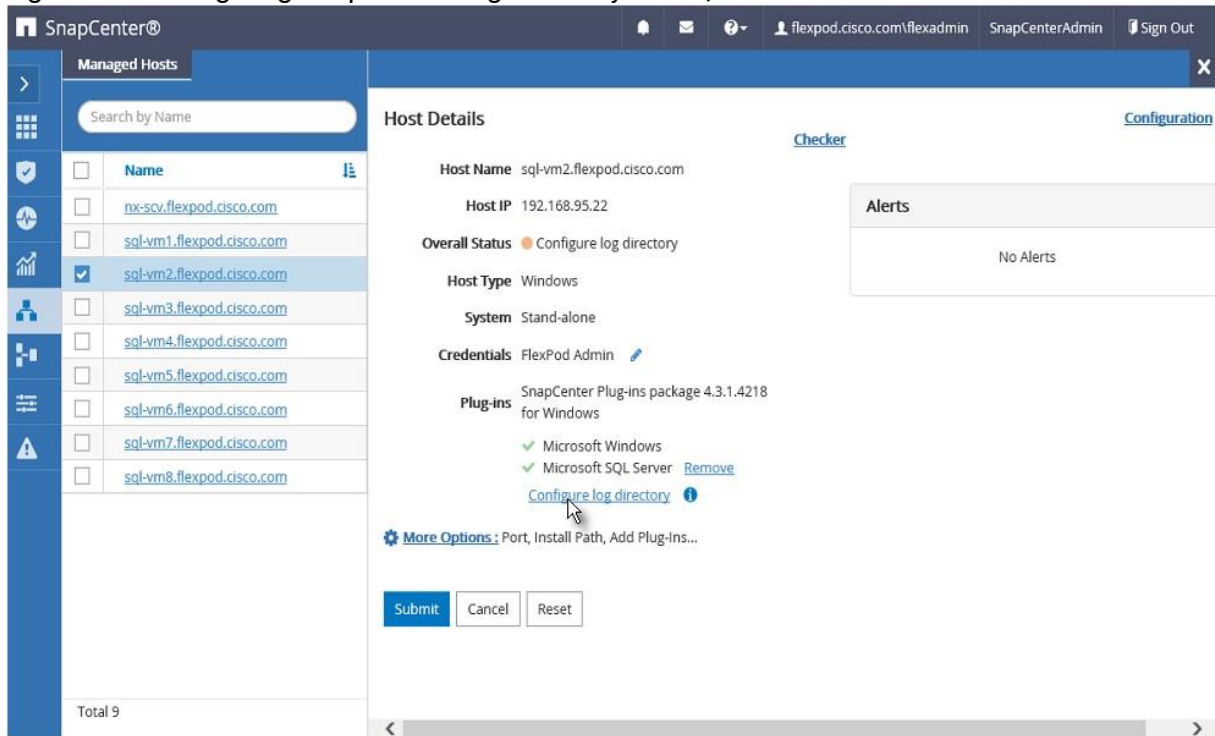 SnapCenter®
flexpod.cisco.com\flexadmin SnapCenterAdmin Sign Out
Managed Hosts
X
Search by Name
Name
nx-scv.flexpod.cisco.com
sql-vm1.flexpod.cisco.com
sql-vm2.flexpod.cisco.com
sql-vm3.flexpod.cisco.com
sql-vm4.flexpod.cisco.com
sql-vm5.flexpod.cisco.com
sql-vm6.flexpod.cisco.com
sql-vm7.flexpod.cisco.com
sql-vm8.flexpod.cisco.com
Total 9
Host Details
Configuration
Checker
Host Name sql-vm2.flexpod.cisco.com
Host IP 192.168.95.22
Overall Status Configure log directory
Host Type Windows
System Stand-alone
Credentials FlexPod Admin
Plug-ins SnapCenter Plug-ins package 4.3.1.4218
for Windows
Microsoft Windows
Microsoft SQL Server Remove
Configure log directory
More Options : Port, Install Path, Add Plug-Ins...
Submit Cancel Reset
Alerts
No Alerts